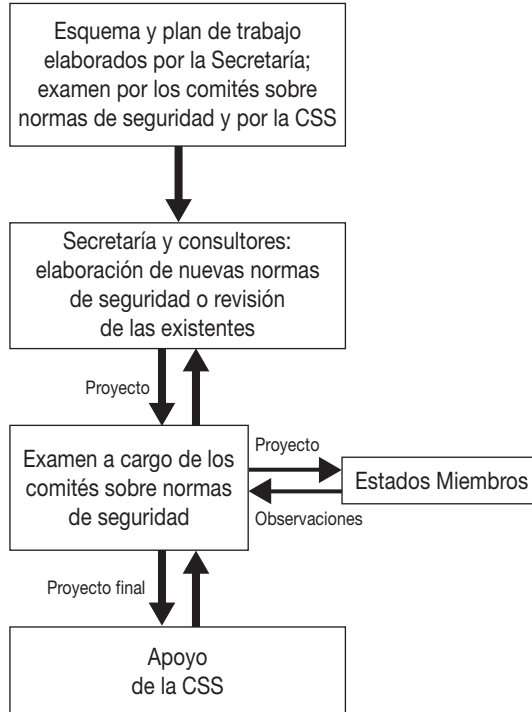 Esquema y plan de trabajo
elaborados por la Secretaría;
examen por los comités sobre
normas de seguridad y por la CSS
Secretaría y consultores:
elaboración de nuevas normas
de seguridad o revisión
de las existentes
Proyecto
Examen a cargo de los
comités sobre normas
de seguridad
Proyecto
Estados Miembros
Observaciones
Proyecto final
Apoyo
de la CSS